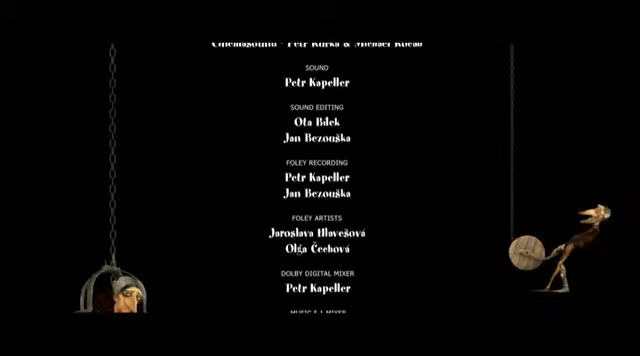 SOUND
Petr Kapeller
SOUND EDITING
Ota Bílek
Jan Bezouška
FOLEY RECORDING
Petr Kapeller
Jan Bezouška
FOLEY ARTISTS
Jaroslava Hlavešová
Olga Čechová
DOLBY DIGITAL MIXER
Petr Kapeller